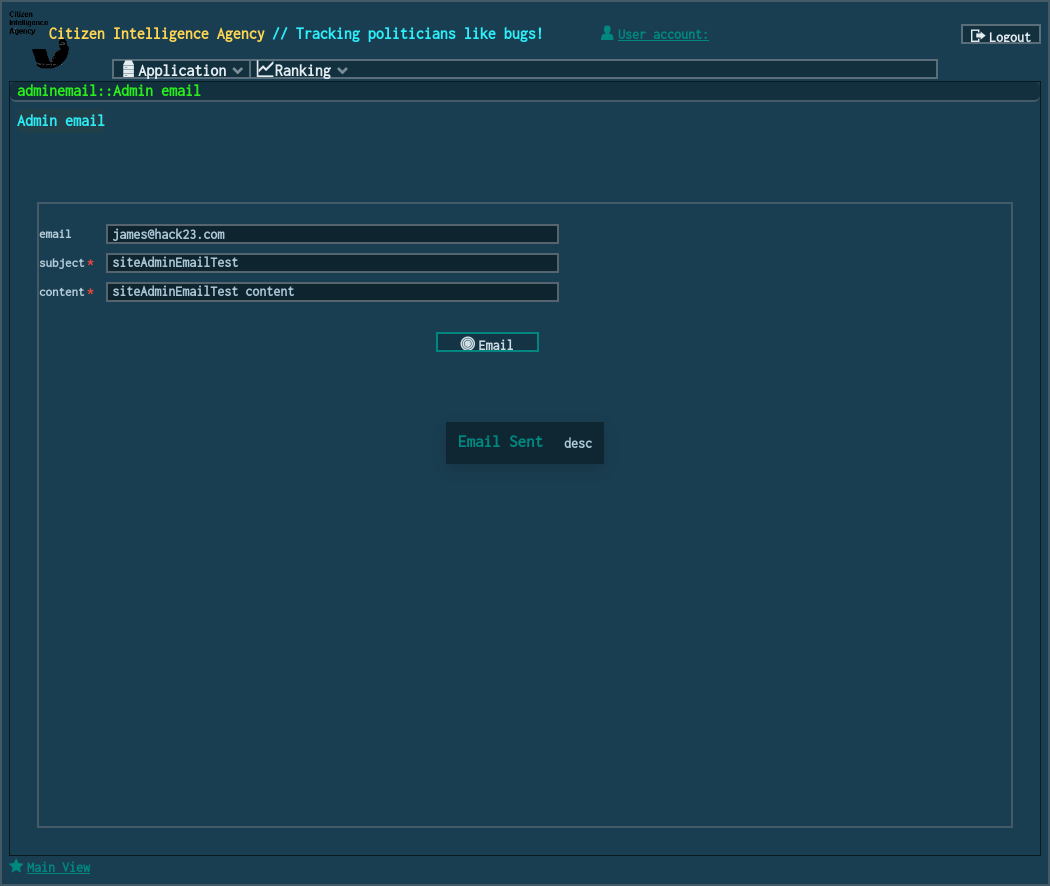 Citizen
Intelligence
Agency
Citizen Intelligence Agency // Tracking politicians like bugs!
User account:
Logout
Application
Ranking
adminemail::Admin email
Admin email
email james@hack23.com
subject* siteAdminEmailTest
content* siteAdminEmailTest content
Email
Email Sent desc
Main View